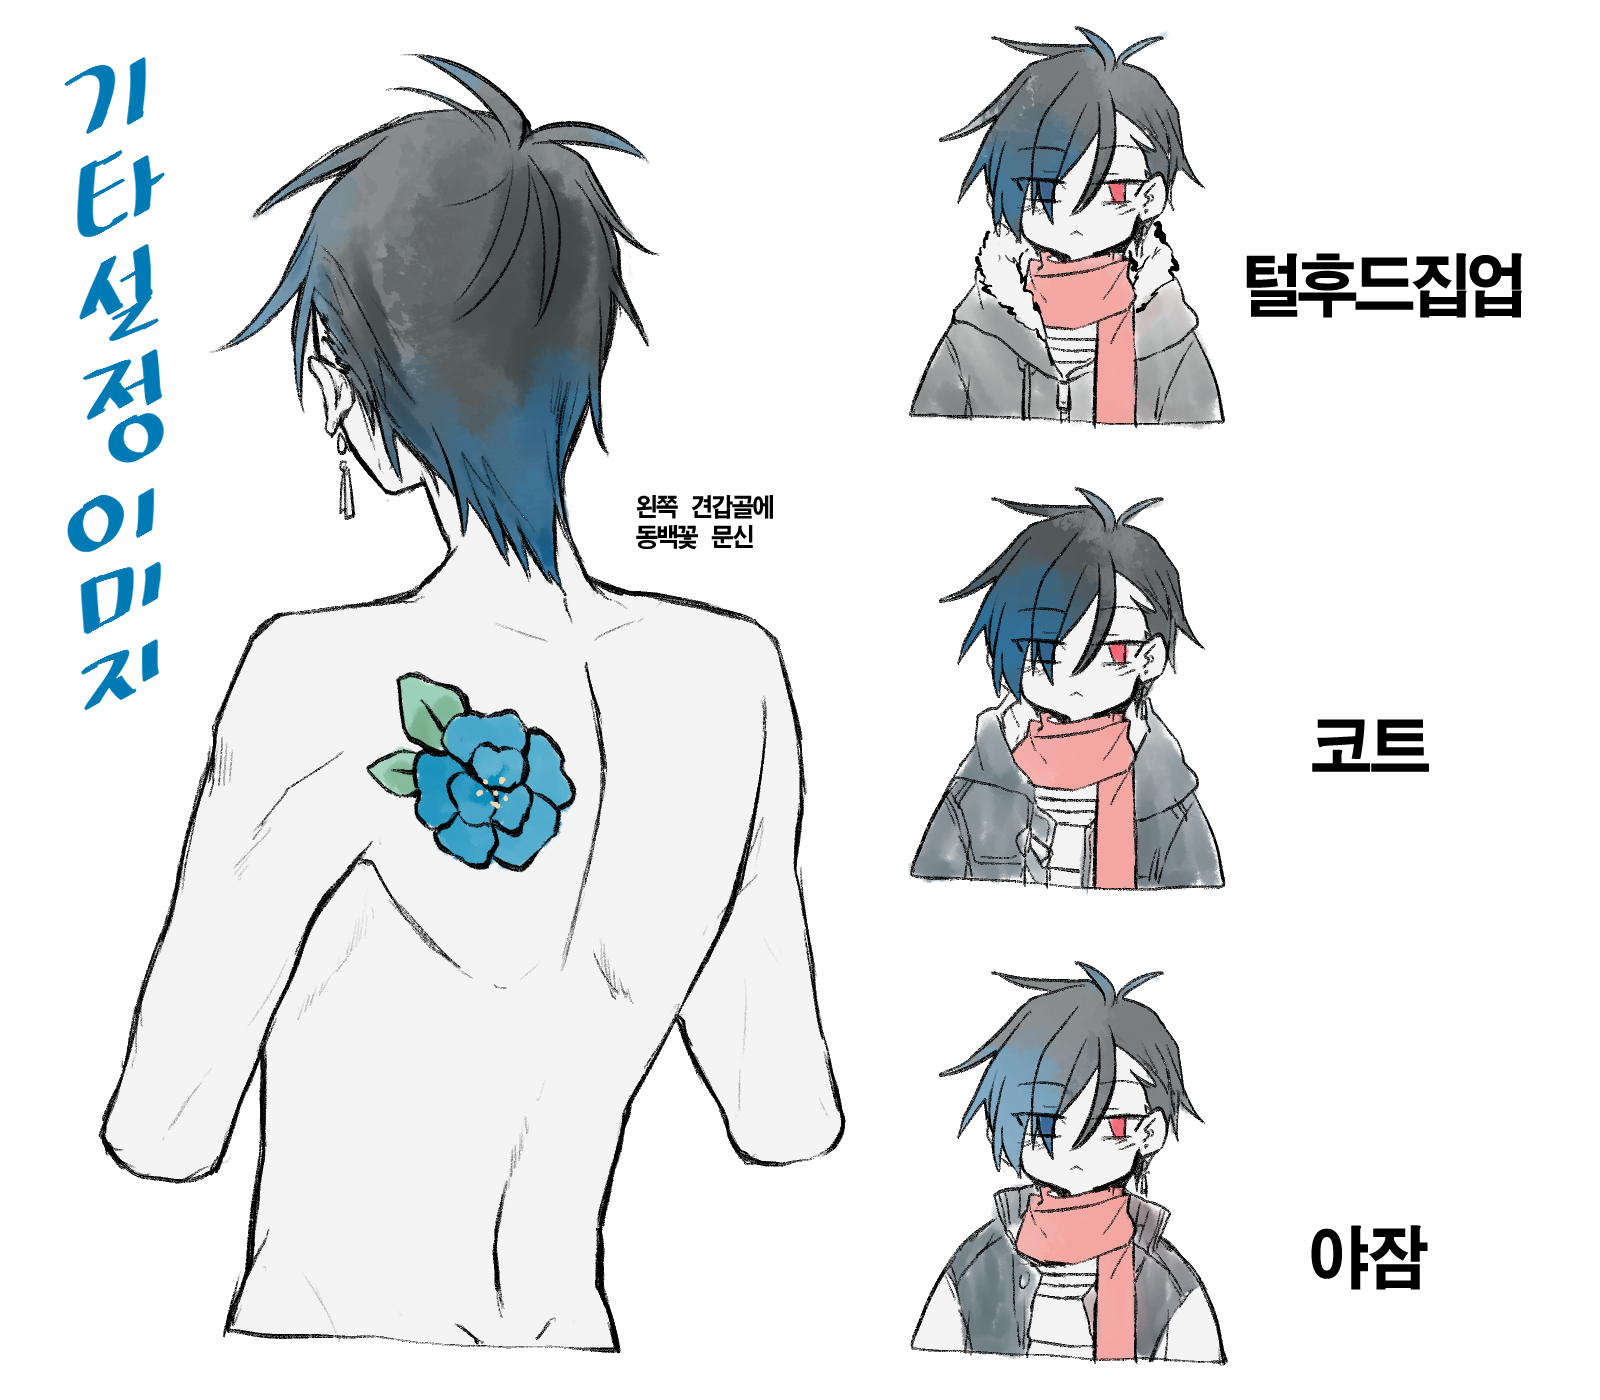 기타설정이미지
왼쪽 견갑골에
동백꽃 문신
털후드집업
코트
야잠